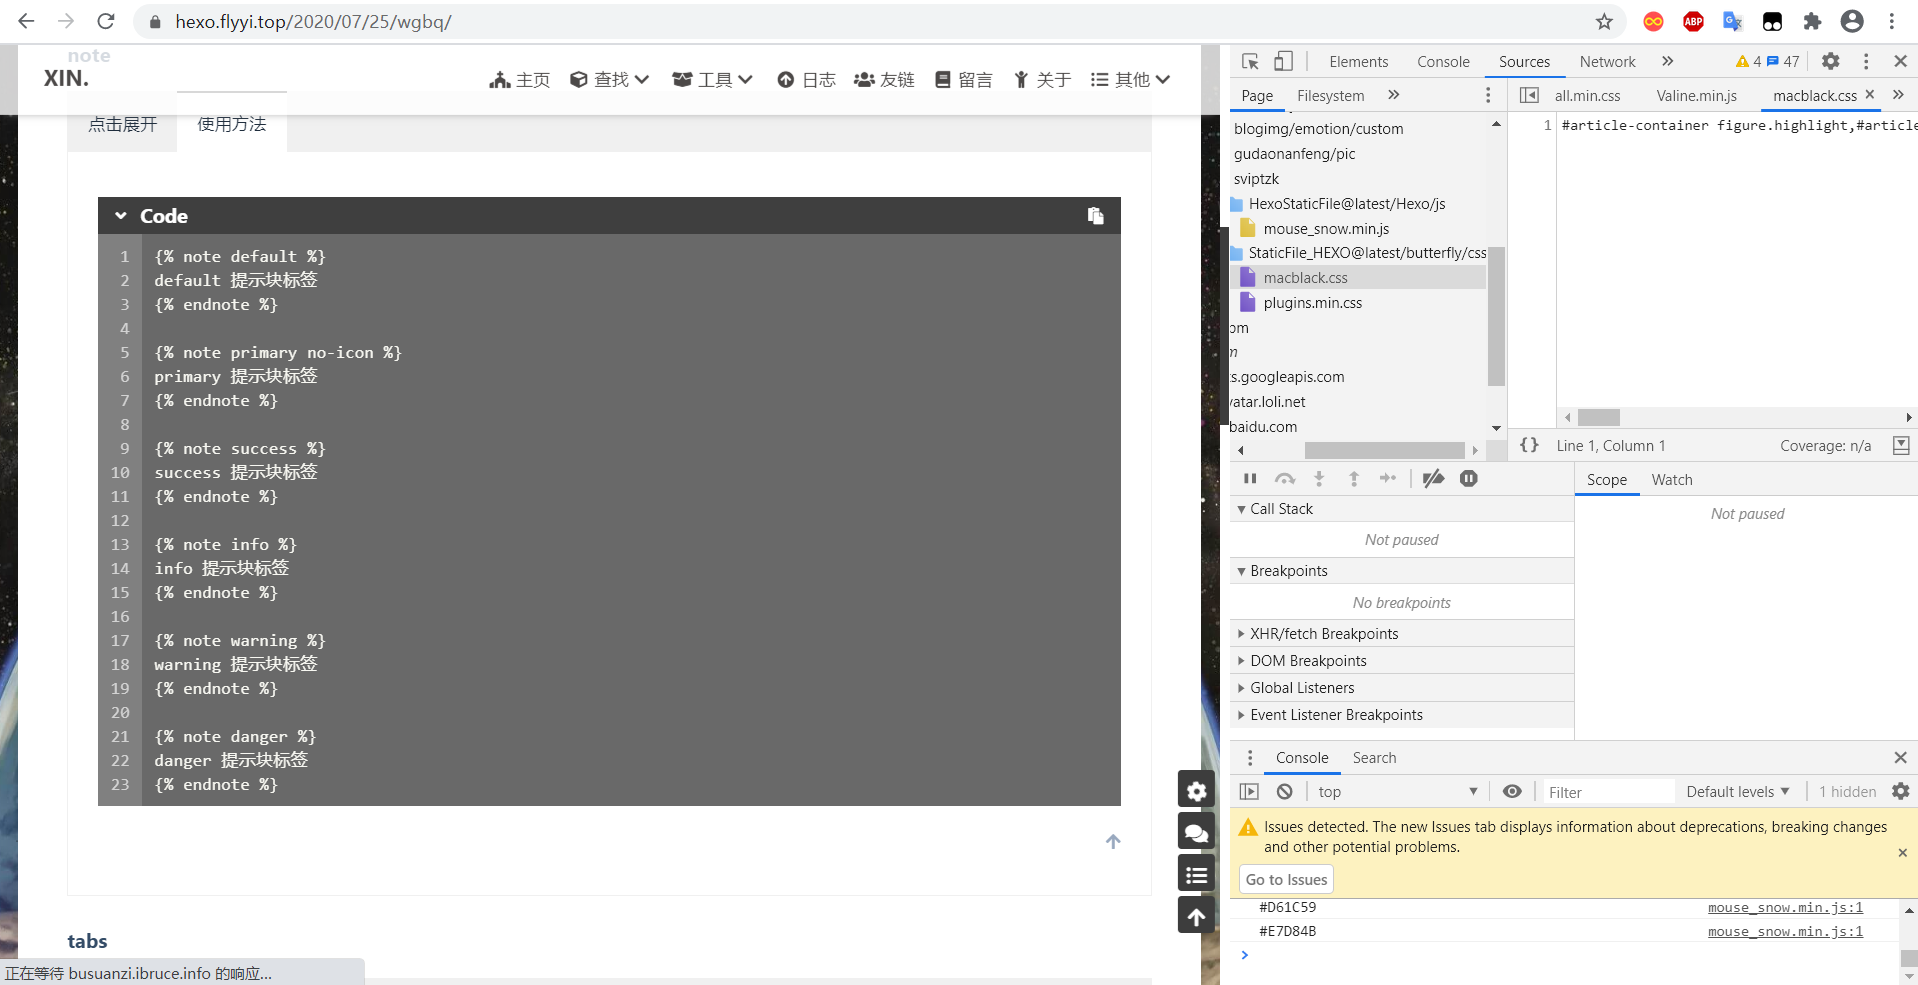 hexo.flyyi.top/2020/07/25/wgbq/
ABP
note
XIN.
主页 查找 工具 日志 友链 留言 关于 其他
点击展开 使用方法
Code
1 {% note default %}
2 default 提示块标签
3 {% endnote %}
4
5 {% note primary no-icon %}
6 primary 提示块标签
7 {% endnote %}
8
9 {% note success %}
10 success 提示块标签
11 {% endnote %}
12
13 {% note info %}
14 info 提示块标签
15 {% endnote %}
16
17 {% note warning %}
18 warning 提示块标签
19 {% endnote %}
20
21 {% note danger %}
22 danger 提示块标签
23 {% endnote %}
tabs
正在等待 busuanzi.ibruce.info 的响应...
Elements Console Sources Network » 4 47
Page Filesystem »
all.min.css Valine.min.js macblack.css × »
blogimg/emotion/custom
gudaonanfeng/pic
sviptzk
HexoStaticFile@latest/Hexo/js
mouse_snow.min.js
StaticFile_HEXO@latest/butterfly/css
macblack.css
plugins.min.css
om
s.googleapis.com
vatar.loli.net
baidu.com
1 #article-container figure.highlight,#article
{} Line 1, Column 1 Coverage: n/a
Scope Watch
Not paused
Call Stack
Not paused
Breakpoints
No breakpoints
XHR/fetch Breakpoints
DOM Breakpoints
Global Listeners
Event Listener Breakpoints
Console Search
top Filter Default levels 1 hidden
Issues detected. The new Issues tab displays information about deprecations, breaking changes
and other potential problems.
Go to Issues
#D61C59 mouse_snow.min.js:1
#E7D84B mouse_snow.min.js:1